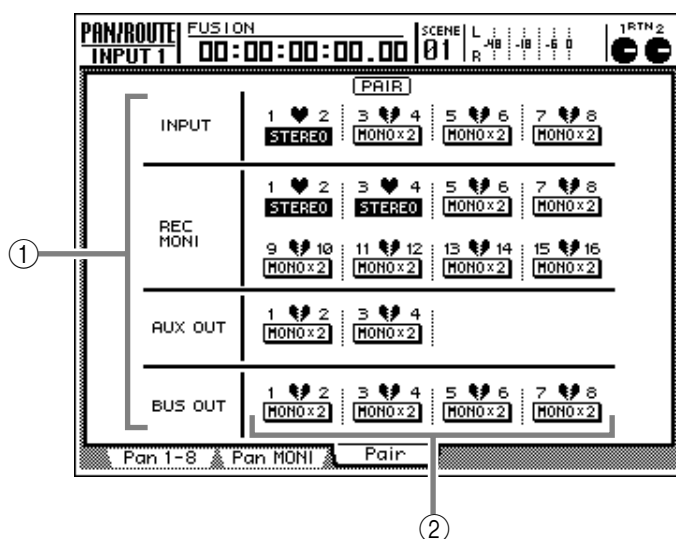 PAN/ROUTE FUSION SCENE L 1RTN2
INPUT 1 00:00:00:00.00 01 R -48 -18 -6 0
PAIR
INPUT 1 2 3 4 5 6 7 8
STEREO MONO×2 MONO×2 MONO×2
REC MONI 1 2 3 4 5 6 7 8
STEREO STEREO MONO×2 MONO×2
9 10 11 12 13 14 15 16
MONO×2 MONO×2 MONO×2 MONO×2
AUX OUT 1 2 3 4
MONO×2 MONO×2
BUS OUT 1 2 3 4 5 6 7 8
MONO×2 MONO×2 MONO×2 MONO×2
Pan 1-8 Pan MONI Pair
1
2